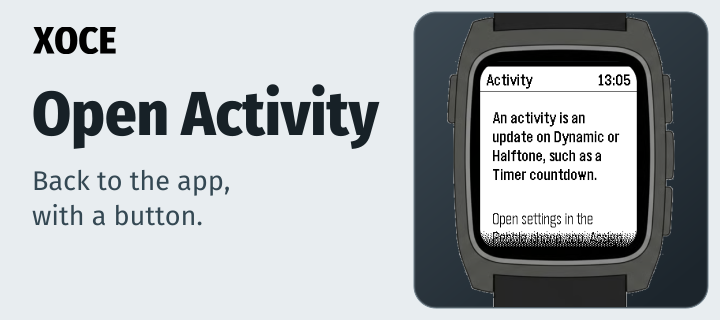 XOCE
Open Activity
Back to the app,
with a button.
Activity 13:05
An activity is an
update on Dynamic or
Halftone, such as a
Timer countdown.
Open settings in the